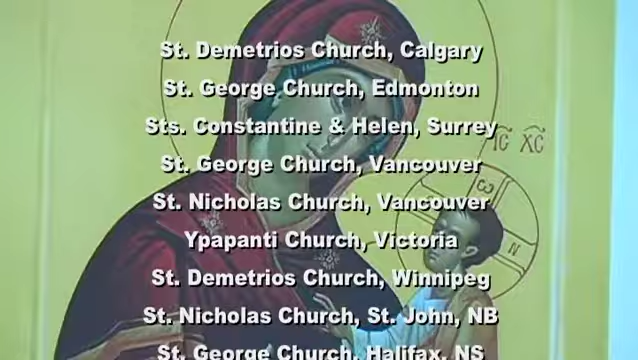 St. Demetrios Church, Calgary
St. George Church, Edmonton
Sts. Constantine & Helen, Surrey
IC XC
St. George Church, Vancouver
St. Nicholas Church, Vancouver
ω
N
Ypapanti Church, Victoria
St. Demetrios Church, Winnipeg
St. Nicholas Church, St. John, NB
St. George Church, Halifax, NS